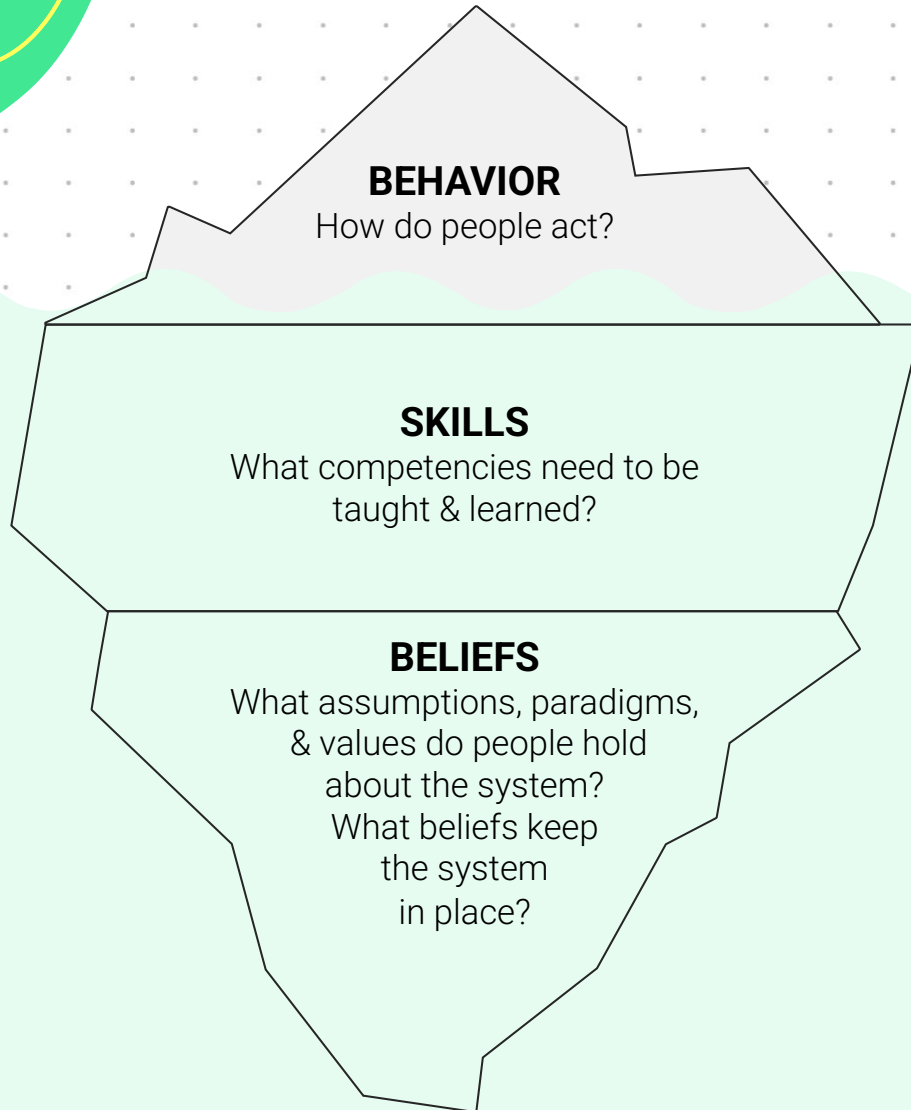 BEHAVIOR
How do people act?
SKILLS
What competencies need to be
taught & learned?
BELIEFS
What assumptions, paradigms,
& values do people hold
about the system?
What beliefs keep
the system
in place?